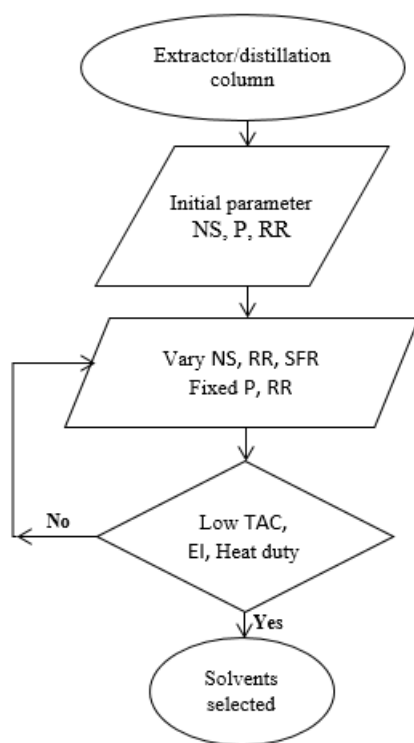 Extractor/distillation
column
Initial parameter
NS, P, RR
Vary NS, RR, SFR
Fixed P, RR
Low TAC,
EI, Heat duty
No
Yes
Solvents
selected